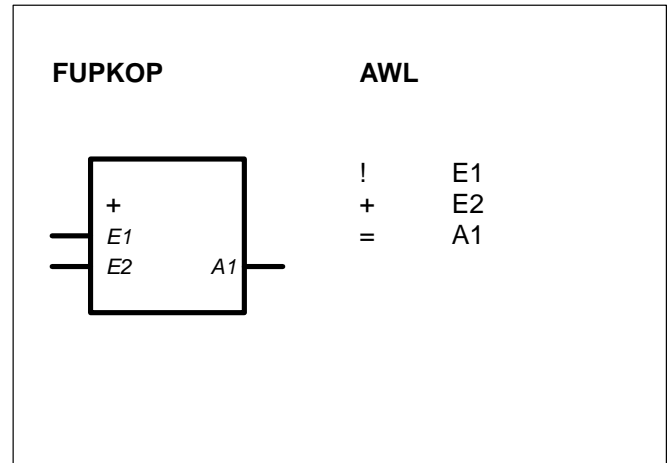 FUPKOP AWL
+
E1
E2 A1
! E1
+ E2
= A1